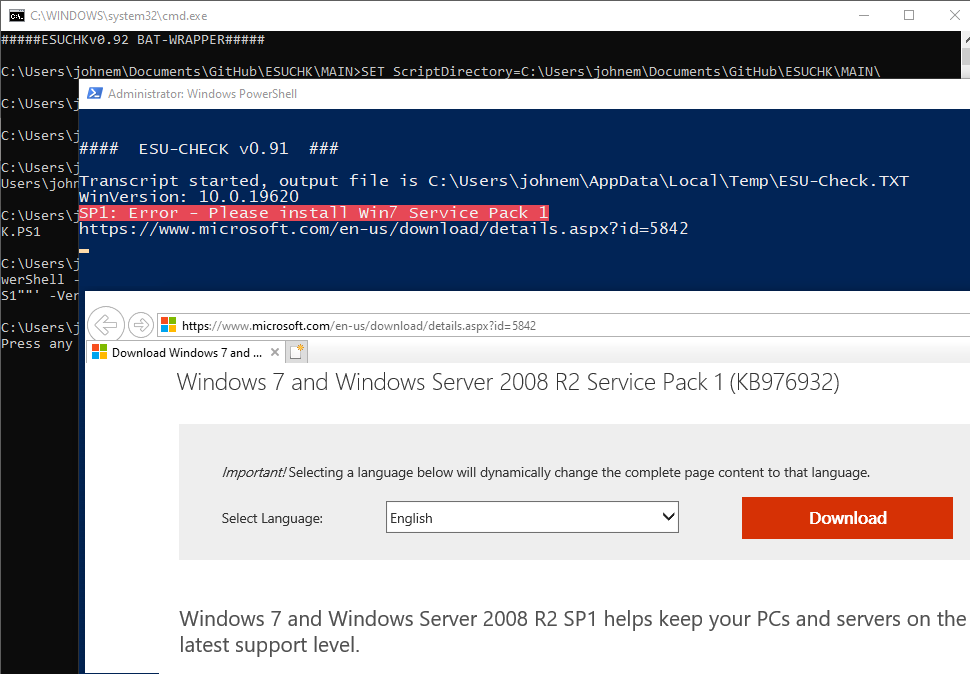 C:\WINDOWS\system32\cmd.exe
#####ESUCHKv0.92 BAT-WRAPPER#####
C:\Users\johnem\Documents\GitHub\ESUCHK\MAIN>SET ScriptDirectory=C:\Users\johnem\Documents\GitHub\ESUCHK\MAIN\
Administrator: Windows PowerShell
C:\Users\j
C:\Users\j
C:\Users\j
Users\john
C:\Users\j
K.PS1
C:\Users\j
werShell -
S1""' -Ver
C:\Users\j
Press any
#### ESU-CHECK v0.91 ###
Transcript started, output file is C:\Users\johnem\AppData\Local\Temp\ESU-Check.TXT
WinVersion: 10.0.19620
SP1: Error - Please install Win7 Service Pack 1
https://www.microsoft.com/en-us/download/details.aspx?id=5842
https://www.microsoft.com/en-us/download/details.aspx?id=5842
Download Windows 7 and ...
Windows 7 and Windows Server 2008 R2 Service Pack 1 (KB976932)
Important! Selecting a language below will dynamically change the complete page content to that language.
Select Language:
English
Download
Windows 7 and Windows Server 2008 R2 SP1 helps keep your PCs and servers on the
latest support level.